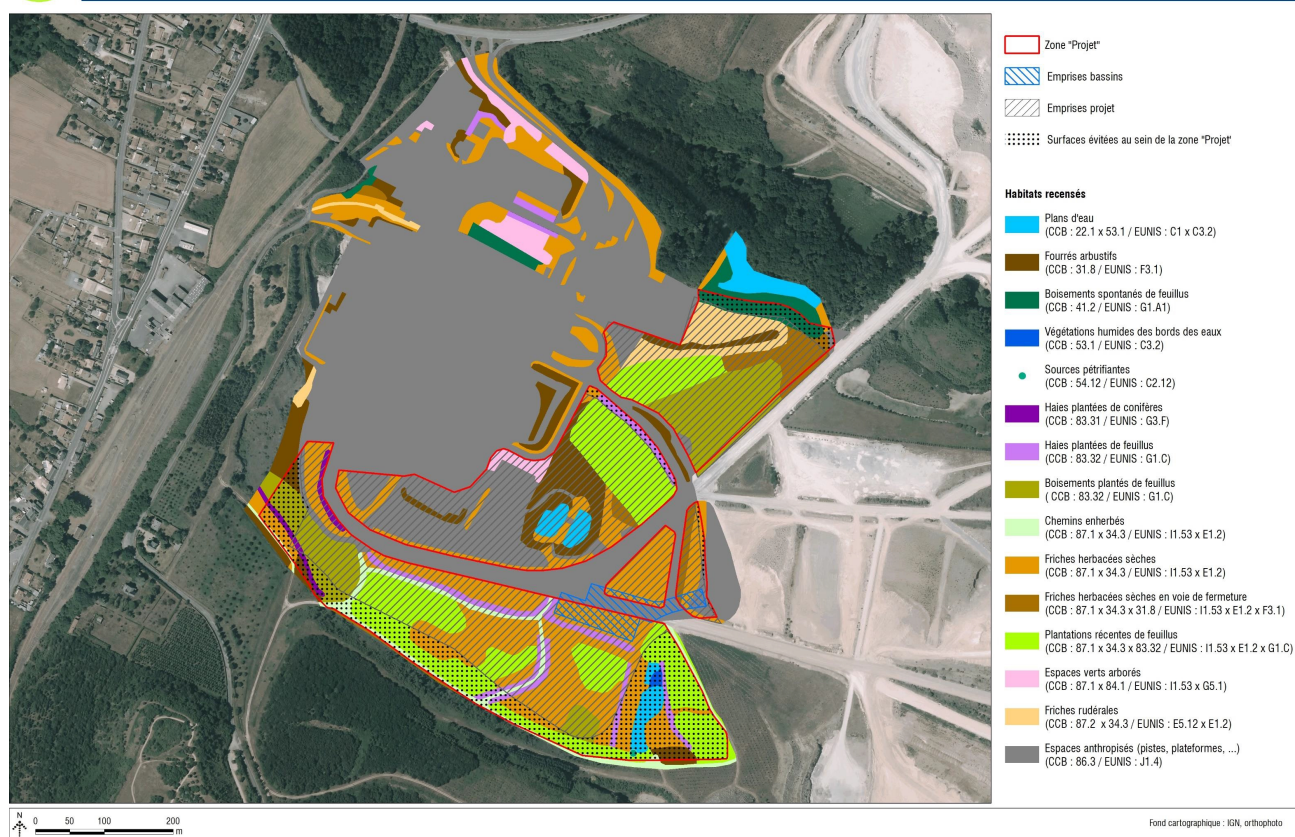 Zone "Projet"
Emprises bassins
Emprises projet
Surfaces évitées au sein de la zone "Projet"
Habitats recensés
Plans d'eau
(CCB : 22.1 x 53.1 / EUNIS : C1 x C3.2)
Fourrés arbustifs
(CCB : 31.8 / EUNIS : F3.1)
Boisements spontanés de feuillus
(CCB : 41.2 / EUNIS : G1.A1)
Végétations humides des bords des eaux
(CCB : 53.1 / EUNIS : C3.2)
Sources pétrifiantes
(CCB : 54.12 / EUNIS : C2.12)
Haies plantées de conifères
(CCB : 83.31 / EUNIS : G3.F)
Haies plantées de feuillus
(CCB : 83.32 / EUNIS : G1.C)
Boisements plantés de feuillus
( CCB : 83.32 / EUNIS : G1.C)
Chemins enherbés
(CCB : 87.1 x 34.3 / EUNIS : I1.53 x E1.2)
Friches herbacées sèches
(CCB : 87.1 x 34.3 / EUNIS : I1.53 x E1.2)
Friches herbacées sèches en voie de fermeture
(CCB : 87.1 x 34.3 x 31.8 / EUNIS : I1.53 x E1.2 x F3.1)
Plantations récentes de feuillus
(CCB : 87.1 x 34.3 x 83.32 / EUNIS : I1.53 x E1.2 x G1.C)
Espaces verts arborés
(CCB : 87.1 x 84.1 / EUNIS : I1.53 x G5.1)
Friches rudérales
(CCB : 87.2 x 34.3 / EUNIS : E5.12 x E1.2)
Espaces anthropisés (pistes, plateformes, ...)
(CCB : 86.3 / EUNIS : J1.4)
N
0 50 100 200
m
Fond cartographique : IGN, orthophoto